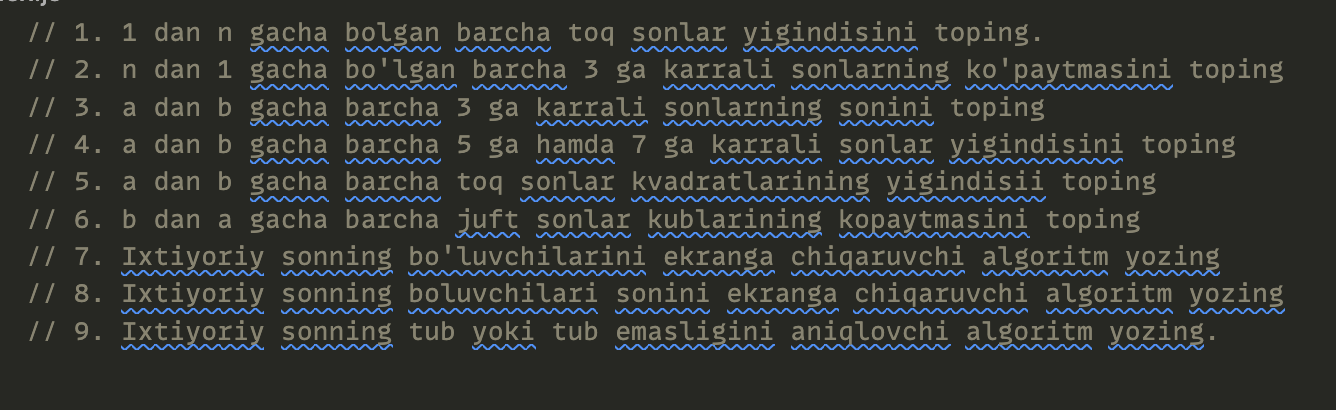 // 1. 1 dan n gacha bolgan barcha toq sonlar yigindisini toping.
// 2. n dan 1 gacha bo'lgan barcha 3 ga karrali sonlarning ko'paytmasini toping
// 3. a dan b gacha barcha 3 ga karrali sonlarning sonini toping
// 4. a dan b gacha barcha 5 ga hamda 7 ga karrali sonlar yigindisini toping
// 5. a dan b gacha barcha toq sonlar kvadratlarining yigindisii toping
// 6. b dan a gacha barcha juft sonlar kublarining kopaytmasini toping
// 7. Ixtiyoriy sonning bo'luvchilarini ekranga chiqaruvchi algoritm yozing
// 8. Ixtiyoriy sonning boluvchilari sonini ekranga chiqaruvchi algoritm yozing
// 9. Ixtiyoriy sonning tub yoki tub emasligini aniqlovchi algoritm yozing.